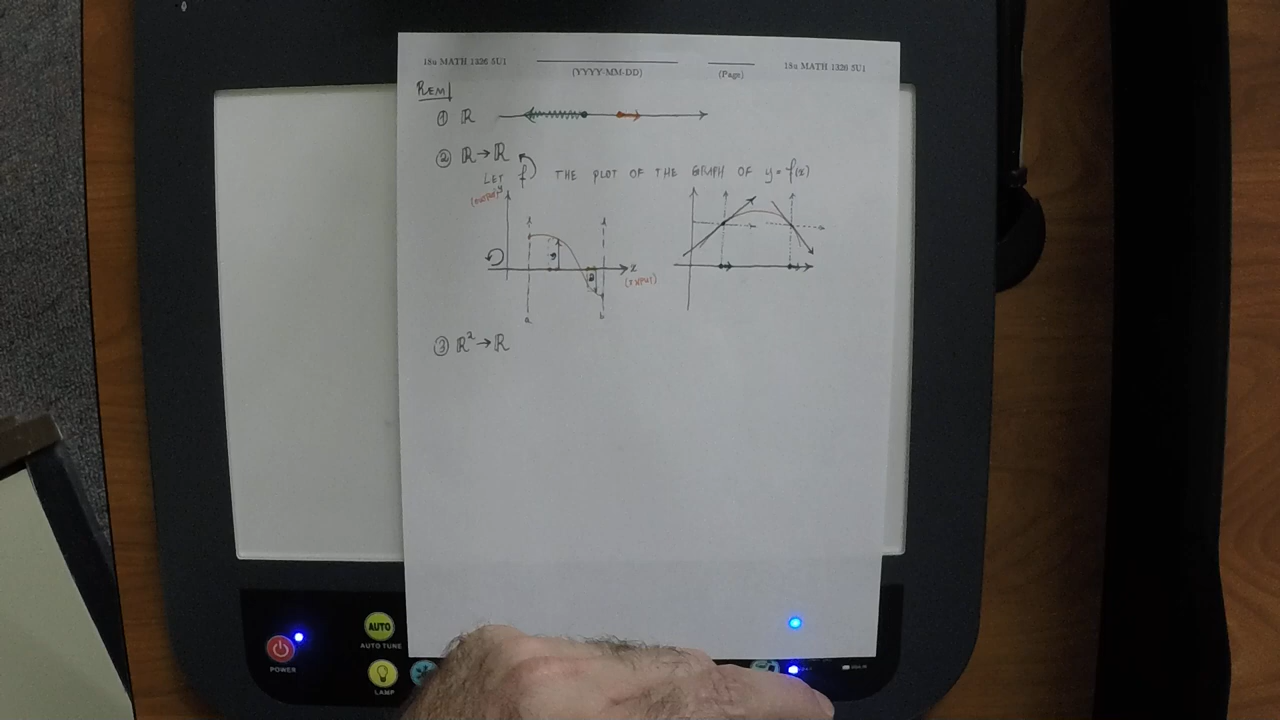 18u MATH 1326 5U1 (YYYY-MM-DD) (Page) 18u MATH 1326 5U1
REM
① ℝ
② ℝ→ℝ
LET f THE PLOT OF THE GRAPH OF y = f(x)
y
(OUTPUT)
x
(INPUT)
a b
③ ℝ² → ℝ
AUTO
AUTO TUNE
POWER
LAMP